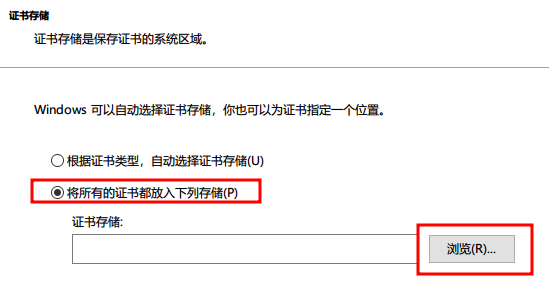 证书存储
证书存储是保存证书的系统区域。
Windows 可以自动选择证书存储，你也可以为证书指定一个位置。
根据证书类型，自动选择证书存储(U)
将所有的证书都放入下列存储(P)
证书存储:
浏览(R)...